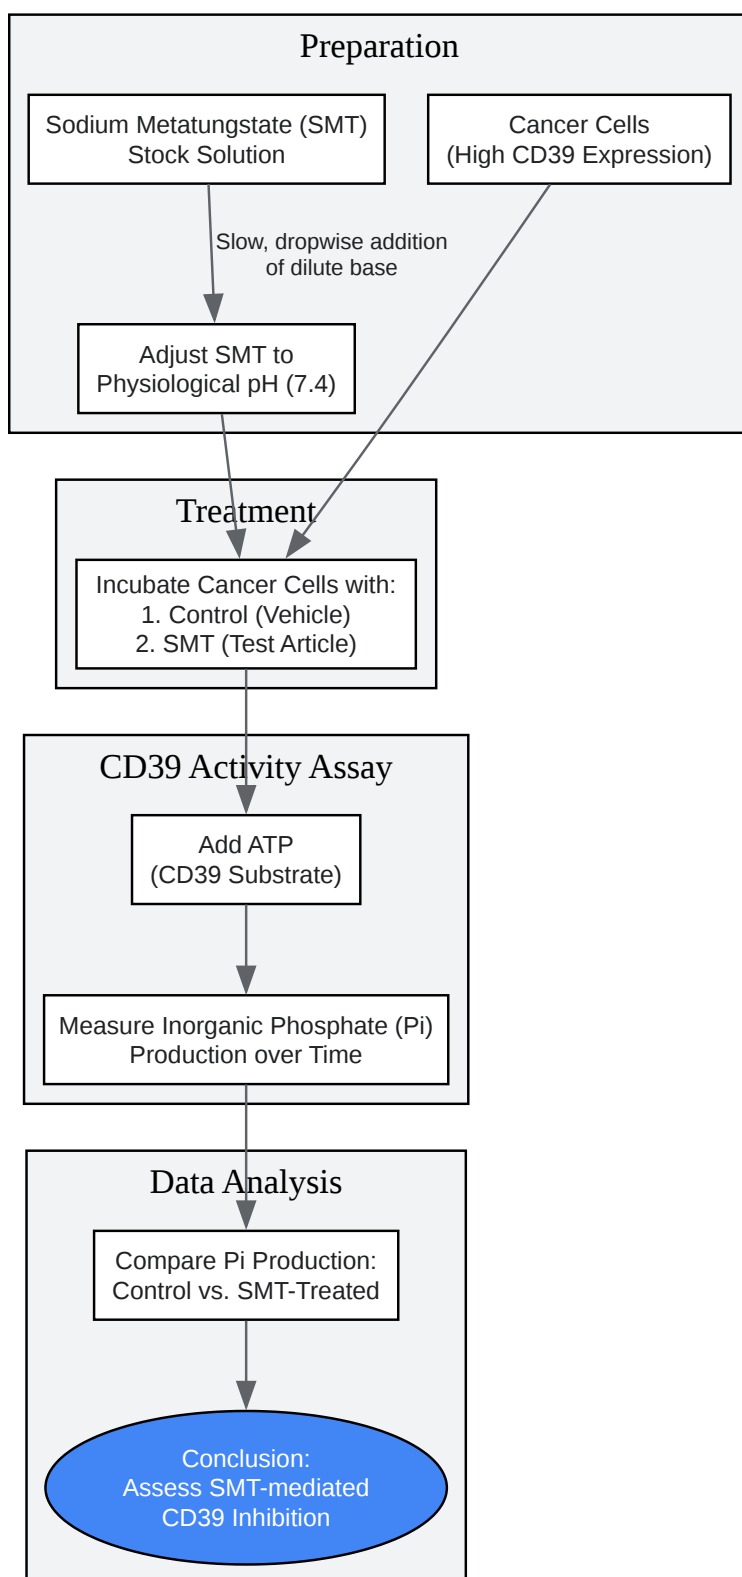 Preparation
Sodium Metatungstate (SMT)
Stock Solution
Cancer Cells
(High CD39 Expression)
Slow, dropwise addition
of dilute base
Adjust SMT to
Physiological pH (7.4)
Treatment
Incubate Cancer Cells with:
1. Control (Vehicle)
2. SMT (Test Article)
CD39 Activity Assay
Add ATP
(CD39 Substrate)
Measure Inorganic Phosphate (Pi)
Production over Time
Data Analysis
Compare Pi Production:
Control vs. SMT-Treated
Conclusion:
Assess SMT-mediated
CD39 Inhibition